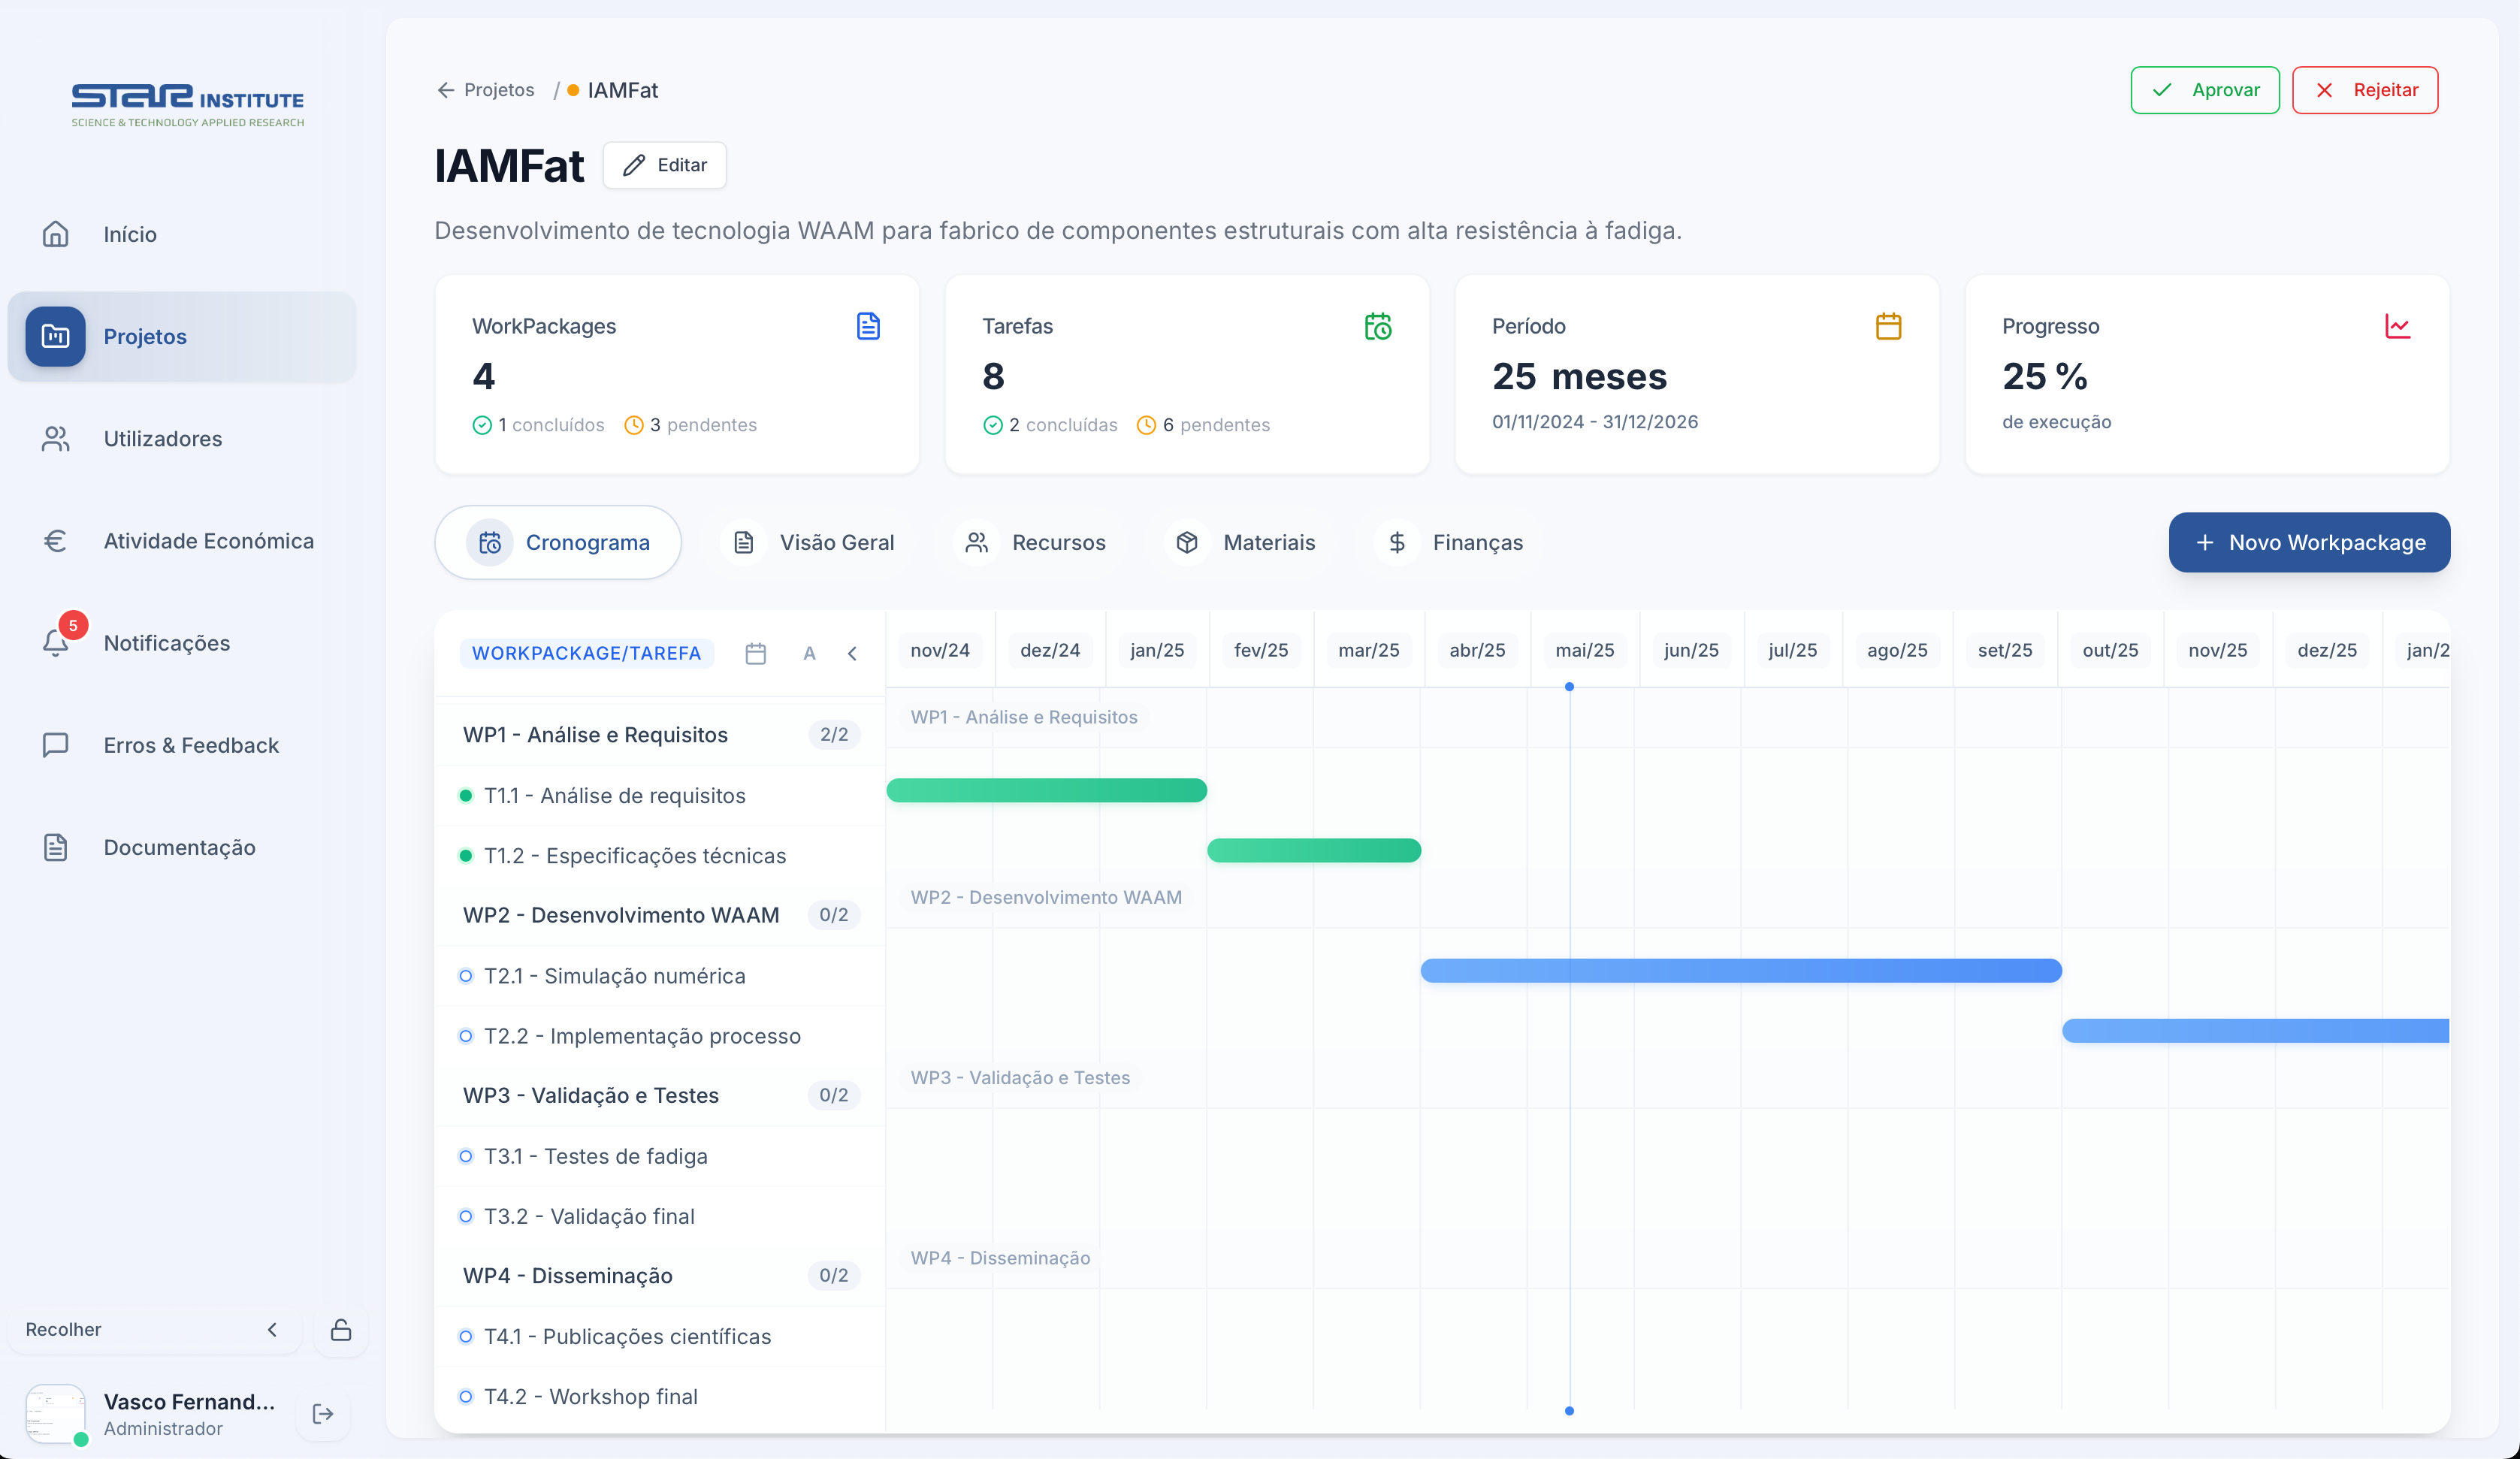 STAR INSTITUTE
SCIENCE & TECHNOLOGY APPLIED RESEARCH
Início
Projetos
Utilizadores
Atividade Económica
5
Notificações
Erros & Feedback
Documentação
Recolher
Vasco Fernand...
Administrador
Projetos / IAMFat
Aprovar
Rejeitar
IAMFat
Editar
Desenvolvimento de tecnologia WAAM para fabrico de componentes estruturais com alta resistência à fadiga.
WorkPackages
4
1 concluídos 3 pendentes
Tarefas
8
2 concluídas 6 pendentes
Período
25 meses
01/11/2024 - 31/12/2026
Progresso
25 %
de execução
Cronograma
Visão Geral
Recursos
Materiais
Finanças
+ Novo Workpackage
WORKPACKAGE/TAREFA A
nov/24 dez/24 jan/25 fev/25 mar/25 abr/25 mai/25 jun/25 jul/25 ago/25 set/25 out/25 nov/25 dez/25 jan/2
WP1 - Análise e Requisitos 2/2
WP1 - Análise e Requisitos
T1.1 - Análise de requisitos
T1.2 - Especificações técnicas
WP2 - Desenvolvimento WAAM 0/2
WP2 - Desenvolvimento WAAM
T2.1 - Simulação numérica
T2.2 - Implementação processo
WP3 - Validação e Testes 0/2
WP3 - Validação e Testes
T3.1 - Testes de fadiga
T3.2 - Validação final
WP4 - Disseminação 0/2
WP4 - Disseminação
T4.1 - Publicações científicas
T4.2 - Workshop final